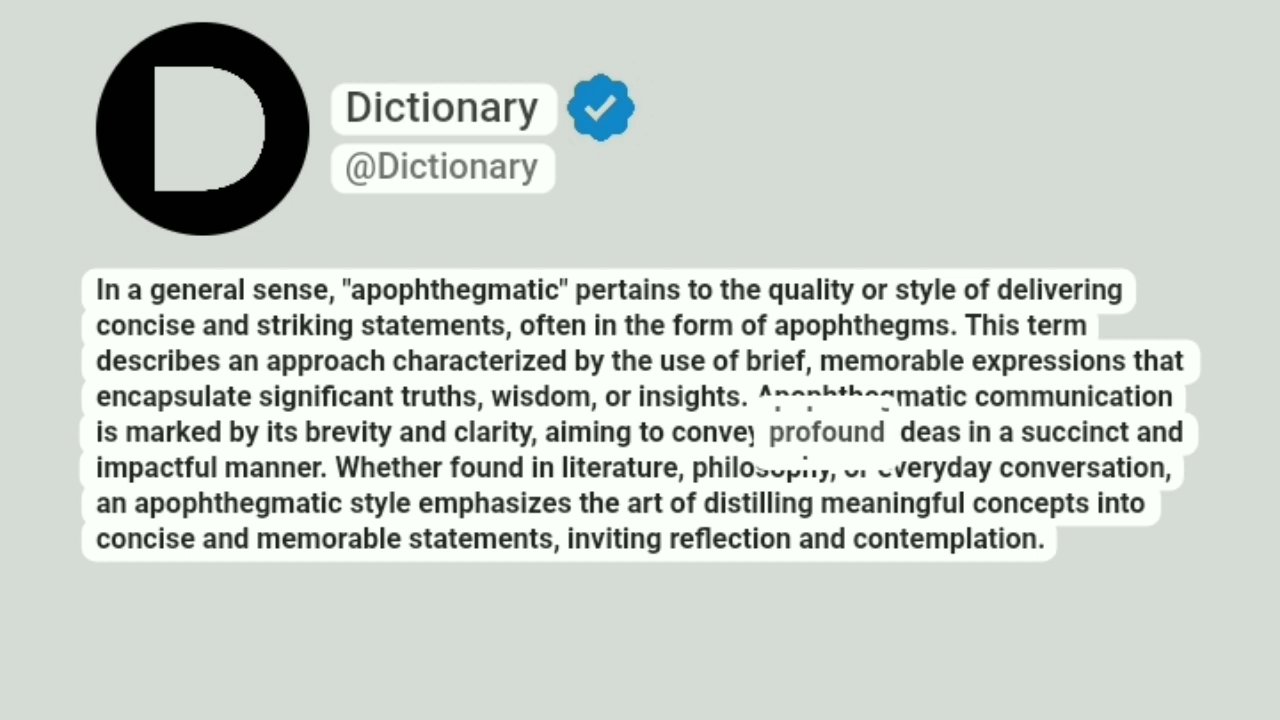 D
Dictionary
@Dictionary
In a general sense, "apophthegmatic" pertains to the quality or style of delivering
concise and striking statements, often in the form of apophthegms. This term
describes an approach characterized by the use of brief, memorable expressions that
encapsulate significant truths, wisdom, or insights. Apophthegmatic communication
is marked by its brevity and clarity, aiming to convey profound deas in a succinct and
impactful manner. Whether found in literature, philosophy, or everyday conversation,
an apophthegmatic style emphasizes the art of distilling meaningful concepts into
concise and memorable statements, inviting reflection and contemplation.